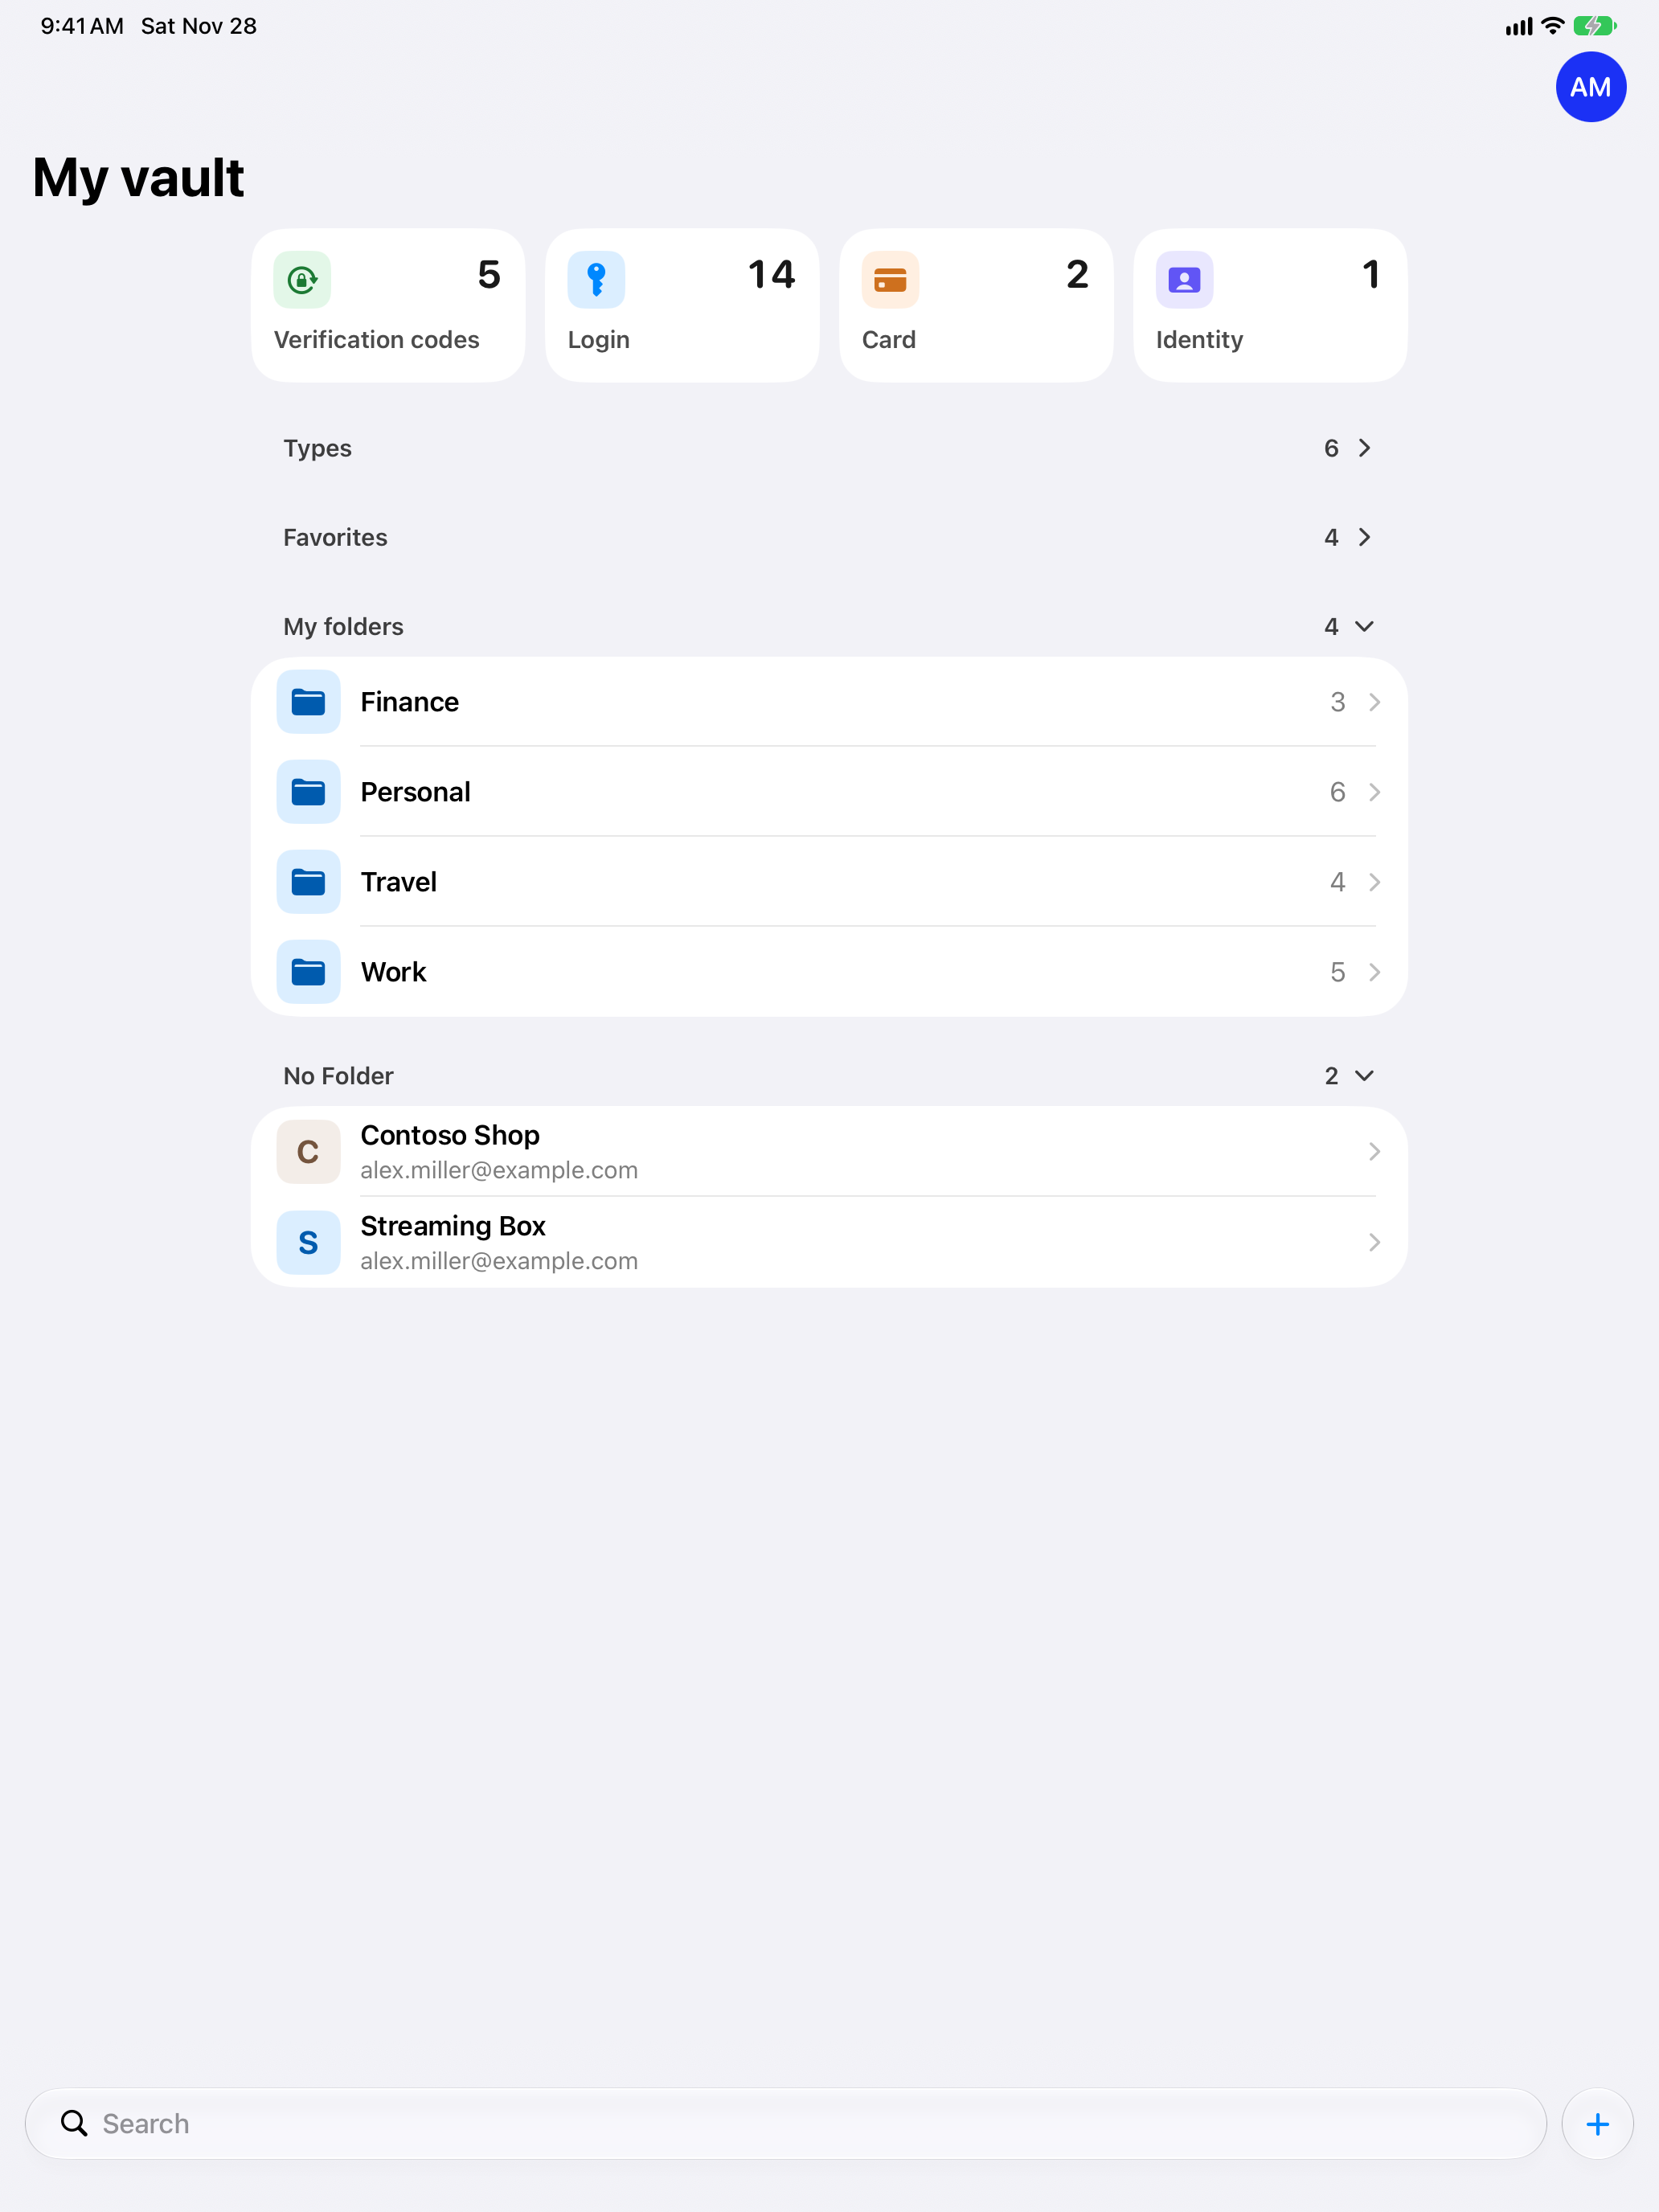 9:41 AM Sat Nov 28
AM
My vault
5
Verification codes
14
Login
2
Card
1
Identity
Types 6
Favorites 4
My folders 4
Finance 3
Personal 6
Travel 4
Work 5
No Folder 2
C
Contoso Shop
alex.miller@example.com
S
Streaming Box
alex.miller@example.com
Search